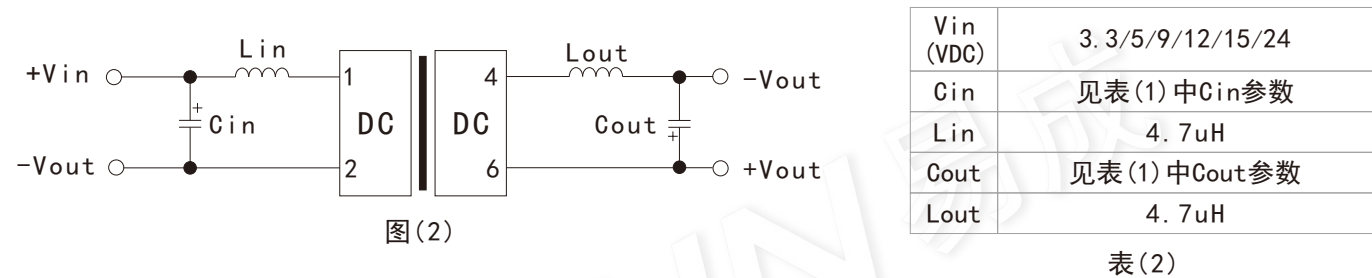 +Vin
Lin
1
4
Lout
-Vout
Cin
+
DC
DC
Cout
+
-Vout
2
6
+Vout
图(2)
Vin (VDC) 3.3/5/9/12/15/24
Cin 见表(1)中Cin参数
Lin 4.7uH
Cout 见表(1)中Cout参数
Lout 4.7uH
表(2)
易成